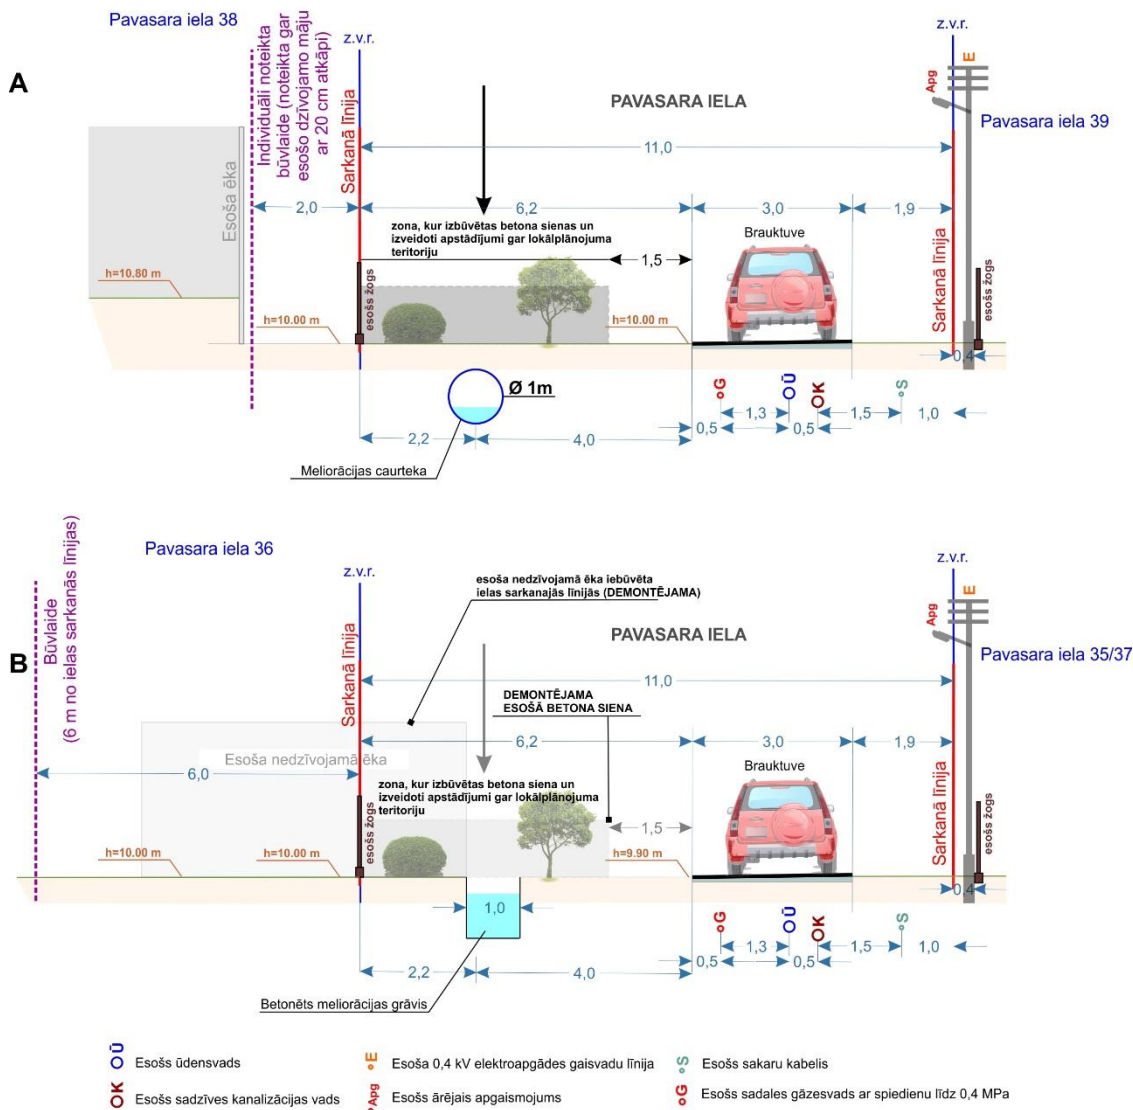 Pavasara iela 38
A
Individuāli noteikta
būvlaide (noteikta gar
esošo dzīvojamo māju
ar 20 cm atkāpi)
z.v.r.
Sarkanā līnija
PAVASARA IELA
z.v.r.
E
Apg
Pavasara iela 39
11,0
Esoša ēka
2,0
6,2
3,0
1,9
zona, kur izbūvētas betona sienas un
izveidoti apstādījumi gar lokālplānojuma
teritoriju
1,5
Brauktuve
Sarkanā līnija
h=10.80 m
esošs žogs
esošs žogs
h=10.00 m
h=10.00 m
0,4
Ø 1m
G
Ū
K
S
1,3
1,5
1,0
2,2
4,0
0,5
0,5
Meliorācijas caurteka
Pavasara iela 36
B
Būvlaide
(6 m no ielas sarkanās līnijas)
z.v.r.
Sarkanā līnija
esoša nedzīvojamā ēka iebūvēta
ielas sarkanajās līnijās (DEMONTĒJAMA)
PAVASARA IELA
z.v.r.
E
Apg
Pavasara iela 35/37
11,0
DEMONTĒJAMA
ESOŠĀ BETONA SIENA
6,2
3,0
1,9
Esoša nedzīvojamā ēka
6,0
zona, kur izbūvētas betona siena un
izveidoti apstādījumi gar lokālplānojuma
teritoriju
Brauktuve
Sarkanā līnija
1,5
esošs žogs
esošs žogs
h=10.00 m
h=10.00 m
h=9.90 m
0,4
1,0
G
Ū
K
S
1,3
1,5
1,0
2,2
4,0
0,5
0,5
Betonēts meliorācijas grāvis
Ū Esošs ūdensvads
E Esoša 0,4 kV elektroapgādes gaisvadu līnija
S Esošs sakaru kabelis
K Esošs sadzīves kanalizācijas vads
Apg Esošs ārējais apgaismojums
G Esošs sadales gāzesvads ar spiedienu līdz 0,4 MPa